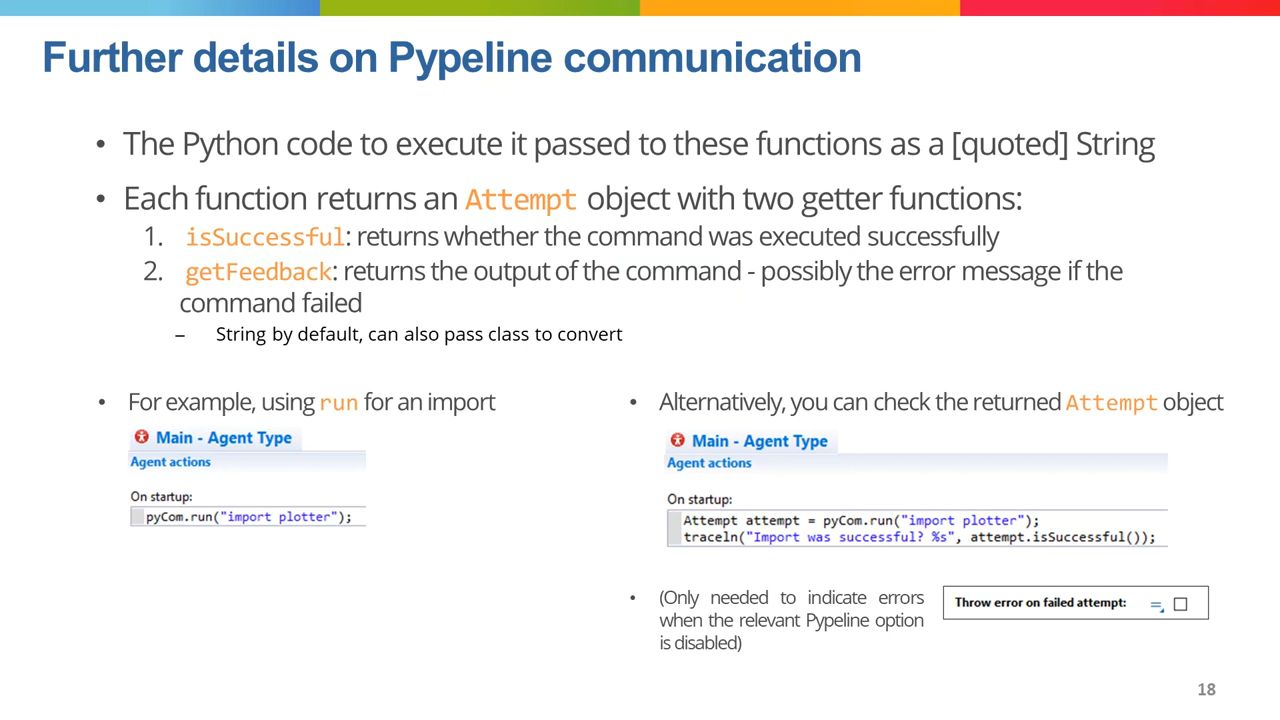 Further details on Pypeline communication
• The Python code to execute it passed to these functions as a [quoted] String
• Each function returns an Attempt object with two getter functions:
1. isSuccessful: returns whether the command was executed successfully
2. getFeedback: returns the output of the command - possibly the error message if the
command failed
– String by default, can also pass class to convert
• For example, using run for an import
Main - Agent Type
Agent actions
On startup:
pyCom.run("import plotter");
• Alternatively, you can check the returned Attempt object
Main - Agent Type
Agent actions
On startup:
Attempt attempt = pyCom.run("import plotter");
traceln("Import was successful? %s", attempt.isSuccessful());
• (Only needed to indicate errors
when the relevant Pypeline option
is disabled)
Throw error on failed attempt:
18